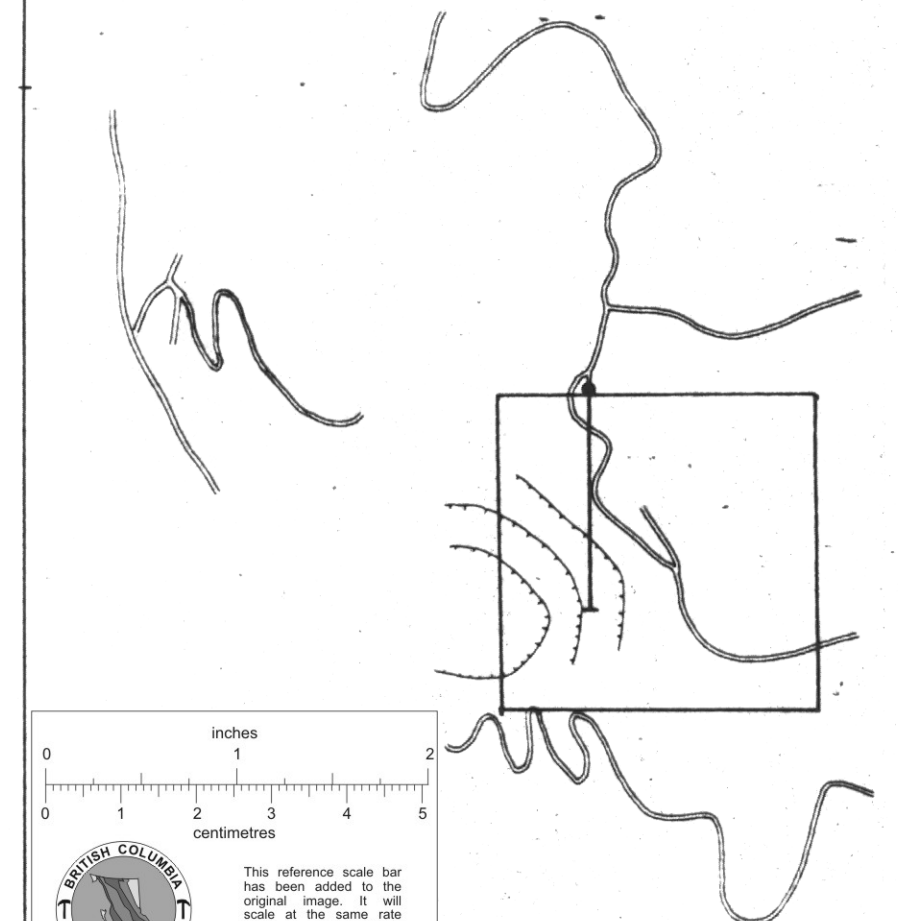 inches
0 1 2
0 1 2 3 4 5
centimetres
BRITISH COLUMBIA
This reference scale bar
has been added to the
original image. It will
scale at the same rate